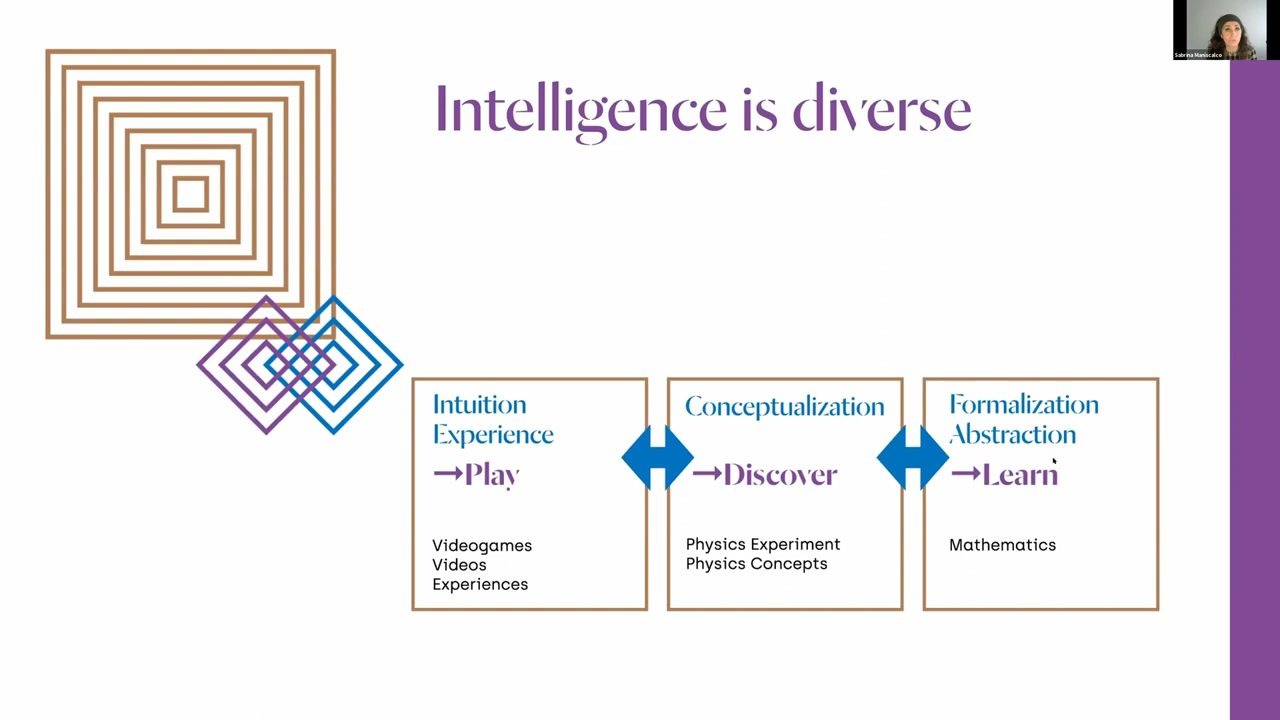 Sabrina Maniscalco
Intelligence is diverse
Intuition
Experience
→Play
Videogames
Videos
Experiences
Conceptualization
→Discover
Physics Experiment
Physics Concepts
Formalization
Abstraction
→Learn
Mathematics